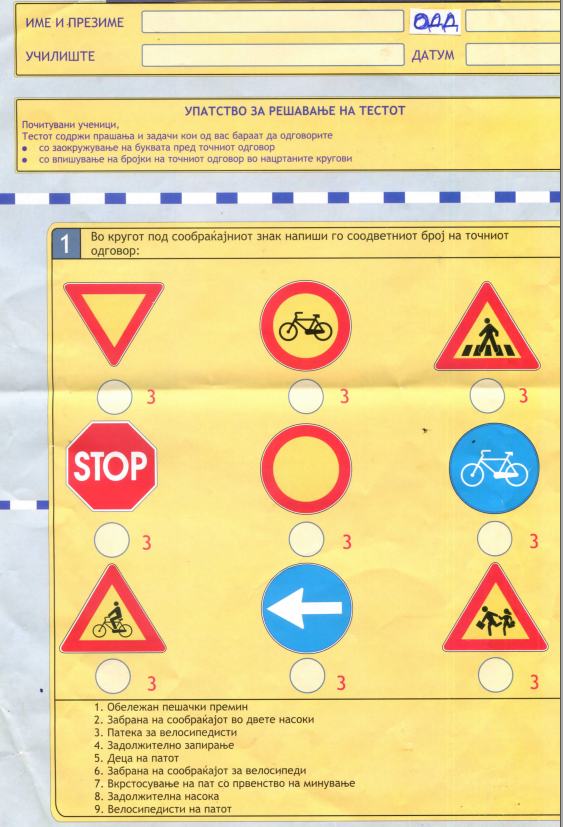 ИМЕ И ПРЕЗИМЕ
ОДД
УЧИЛИШТЕ
ДАТУМ
УПАТСТВО ЗА РЕШАВАЊЕ НА ТЕСТОТ
Почитувани ученици,
Тестот содржи прашања и задачи кои од вас бараат да одговорите
• со заокружување на буквата пред точниот одговор
• со впишување на бројки на точниот одговор во нацртаните кругови
1 Во кругот под сообраќајниот знак напиши го соодветниот број на точниот
одговор:
3 3 3
STOP
3 3 3
3 3 3
1. Обележан пешачки премин
2. Забрана на сообраќајот во двете насоки
3. Патека за велосипедисти
4. Задолжително запирање
5. Деца на патот
6. Забрана на сообраќајот за велосипеди
7. Вкрстосување на пат со првенство на минување
8. Задолжителна насока
9. Велосипедисти на патот